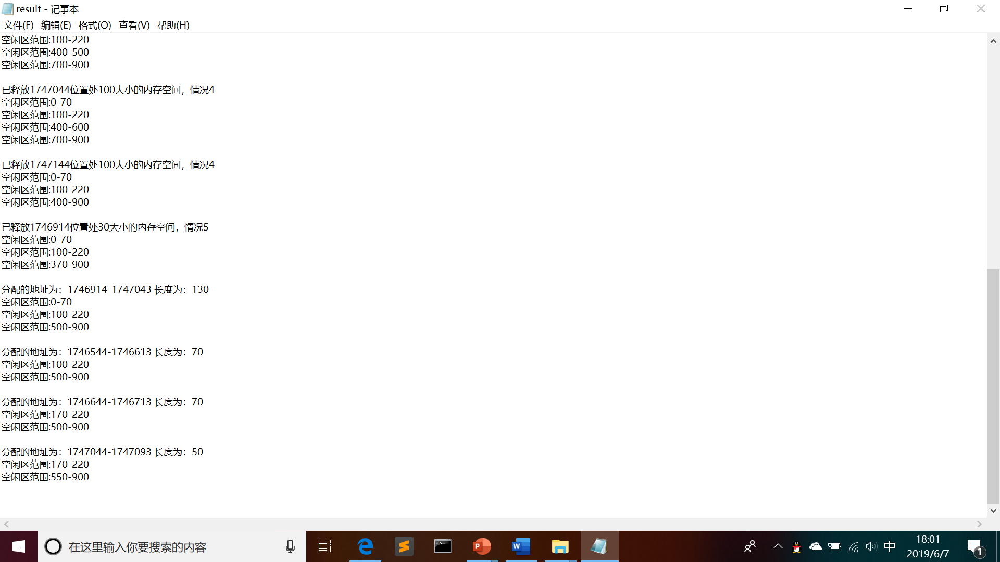 result - 记事本
文件(F) 编辑(E) 格式(O) 查看(V) 帮助(H)
空闲区范围:100-220
空闲区范围:400-500
空闲区范围:700-900
已释放1747044位置处100大小的内存空间，情况4
空闲区范围:0-70
空闲区范围:100-220
空闲区范围:400-600
空闲区范围:700-900
已释放1747144位置处100大小的内存空间，情况4
空闲区范围:0-70
空闲区范围:100-220
空闲区范围:400-900
已释放1746914位置处30大小的内存空间，情况5
空闲区范围:0-70
空闲区范围:100-220
空闲区范围:370-900
分配的地址为：1746914-1747043 长度为：130
空闲区范围:0-70
空闲区范围:100-220
空闲区范围:500-900
分配的地址为：1746544-1746613 长度为：70
空闲区范围:100-220
空闲区范围:500-900
分配的地址为：1746644-1746713 长度为：70
空闲区范围:170-220
空闲区范围:500-900
分配的地址为：1747044-1747093 长度为：50
空闲区范围:170-220
空闲区范围:550-900
在这里输入你要搜索的内容
中
18:01
2019/6/7
1